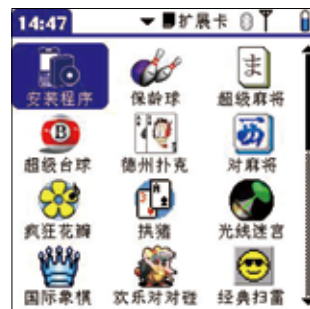 14:47 扩展卡
安装程序 保龄球 超级麻将
超级台球 德州扑克 对麻将
疯狂花瓣 拱猪 光线迷宫
国际象棋 欢乐对对碰 经典扫雷